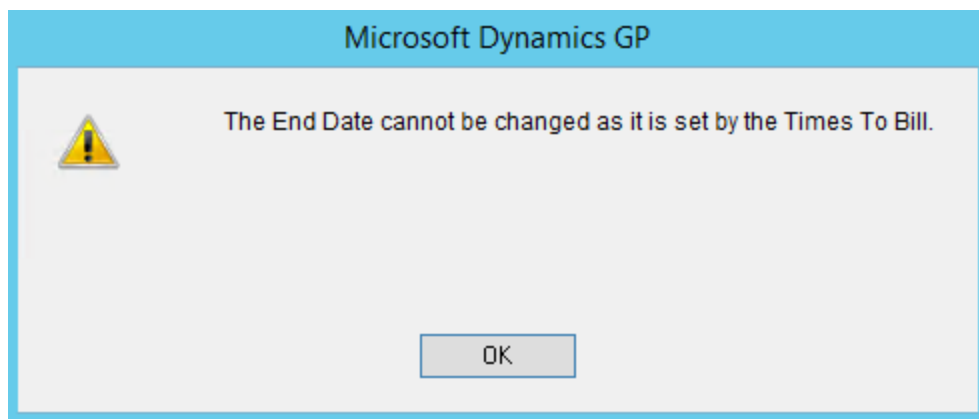 Microsoft Dynamics GP
The End Date cannot be changed as it is set by the Times To Bill.
OK